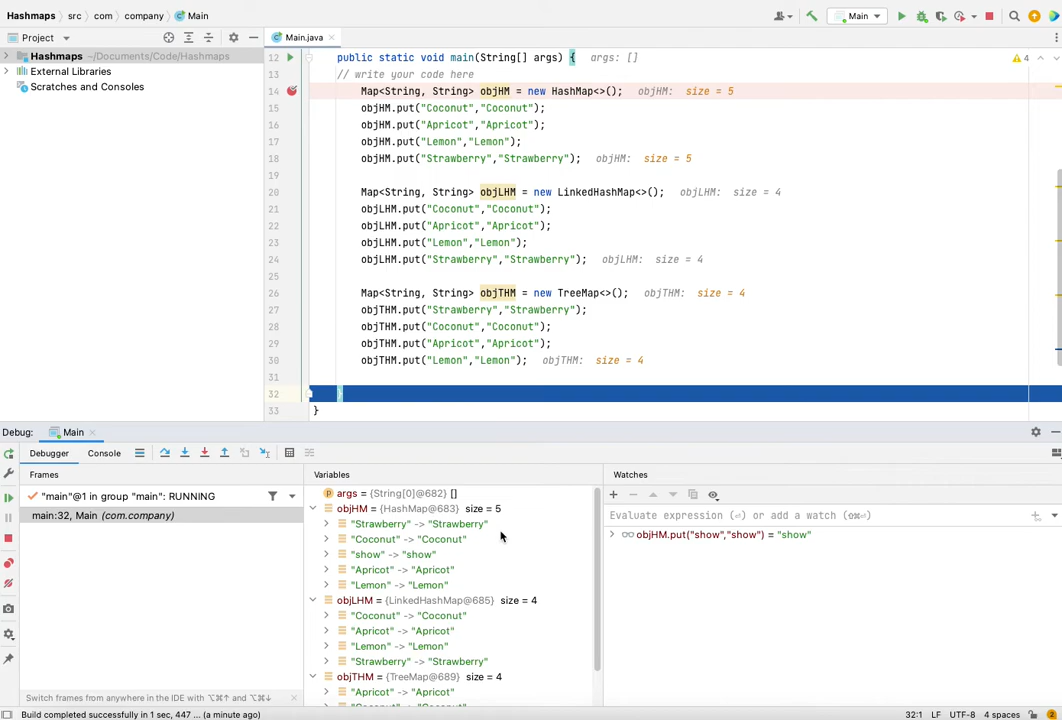 Hashmaps › src › com › company › Main
Main
Project
Main.java
Hashmaps ~/Documents/Code/Hashmaps
External Libraries
Scratches and Consoles
12 public static void main(String[] args) { args: []
4
13 // write your code here
14 Map<String, String> objHM = new HashMap<>(); objHM: size = 5
15 objHM.put("Coconut","Coconut");
16 objHM.put("Apricot","Apricot");
17 objHM.put("Lemon","Lemon");
18 objHM.put("Strawberry","Strawberry"); objHM: size = 5
19
20 Map<String, String> objLHM = new LinkedHashMap<>(); objLHM: size = 4
21 objLHM.put("Coconut","Coconut");
22 objLHM.put("Apricot","Apricot");
23 objLHM.put("Lemon","Lemon");
24 objLHM.put("Strawberry","Strawberry"); objLHM: size = 4
25
26 Map<String, String> objTHM = new TreeMap<>(); objTHM: size = 4
27 objTHM.put("Strawberry","Strawberry");
28 objTHM.put("Coconut","Coconut");
29 objTHM.put("Apricot","Apricot");
30 objTHM.put("Lemon","Lemon"); objTHM: size = 4
31
32 }
33 }
Debug: Main
Debugger Console
Frames
"main"@1 in group "main": RUNNING
main:32, Main (com.company)
Switch frames from anywhere in the IDE with ⌥⌘↑ and ⌥⌘↓
Variables
args = {String[0]@682} []
objHM = {HashMap@683} size = 5
"Strawberry" -> "Strawberry"
"Coconut" -> "Coconut"
"show" -> "show"
"Apricot" -> "Apricot"
"Lemon" -> "Lemon"
objLHM = {LinkedHashMap@685} size = 4
"Coconut" -> "Coconut"
"Apricot" -> "Apricot"
"Lemon" -> "Lemon"
"Strawberry" -> "Strawberry"
objTHM = {TreeMap@689} size = 4
"Apricot" -> "Apricot"
Watches
Evaluate expression (⏎) or add a watch (⇧⌘⏎)
objHM.put("show","show") = "show"
Build completed successfully in 1 sec, 447 ... (a minute ago)
32:1 LF UTF-8 4 spaces